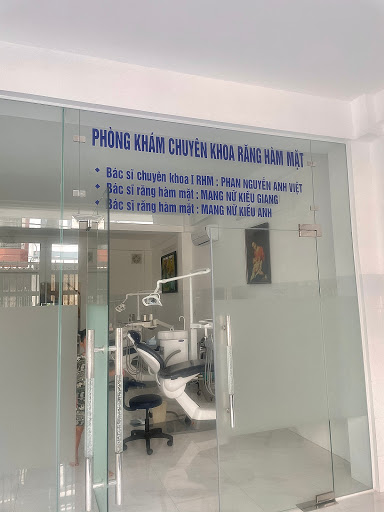 PHÒNG KHÁM CHUYÊN KHOA RĂNG HÀM MẶT
• Bác sĩ chuyên khoa I RHM : PHAN NGUYỄN ANH VIỆT
• Bác sĩ răng hàm mặt : MANG NỮ KIỀU GIANG
• Bác sĩ răng hàm mặt : MANG NỮ KIỀU ANH